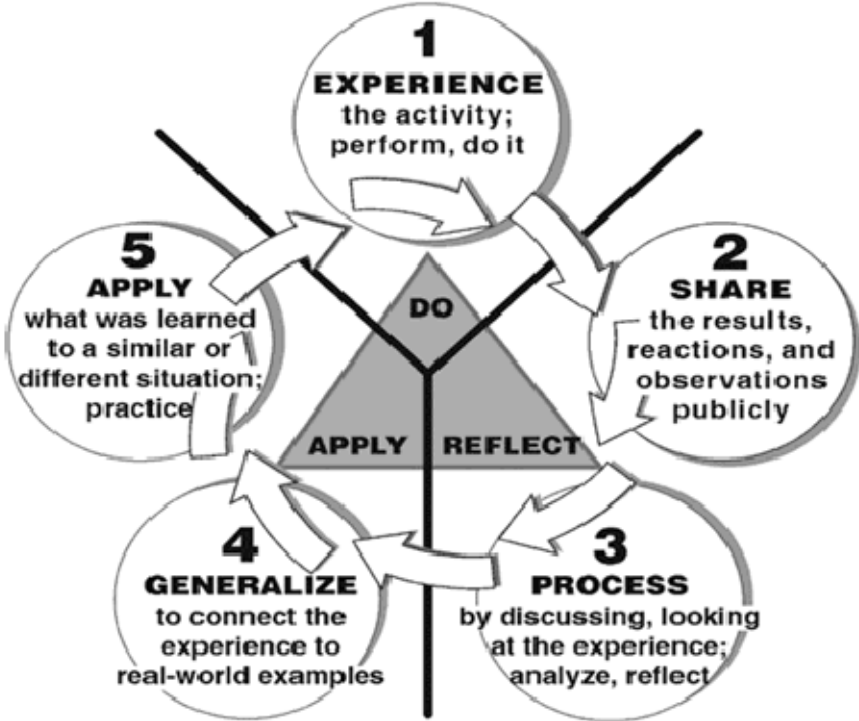 1
EXPERIENCE
the activity;
perform, do it
2
SHARE
the results,
reactions, and
observations
publicly
3
PROCESS
by discussing, looking
at the experience;
analyze, reflect
4
GENERALIZE
to connect the
experience to
real-world examples
5
APPLY
what was learned
to a similar or
different situation;
practice
DO
REFLECT
APPLY